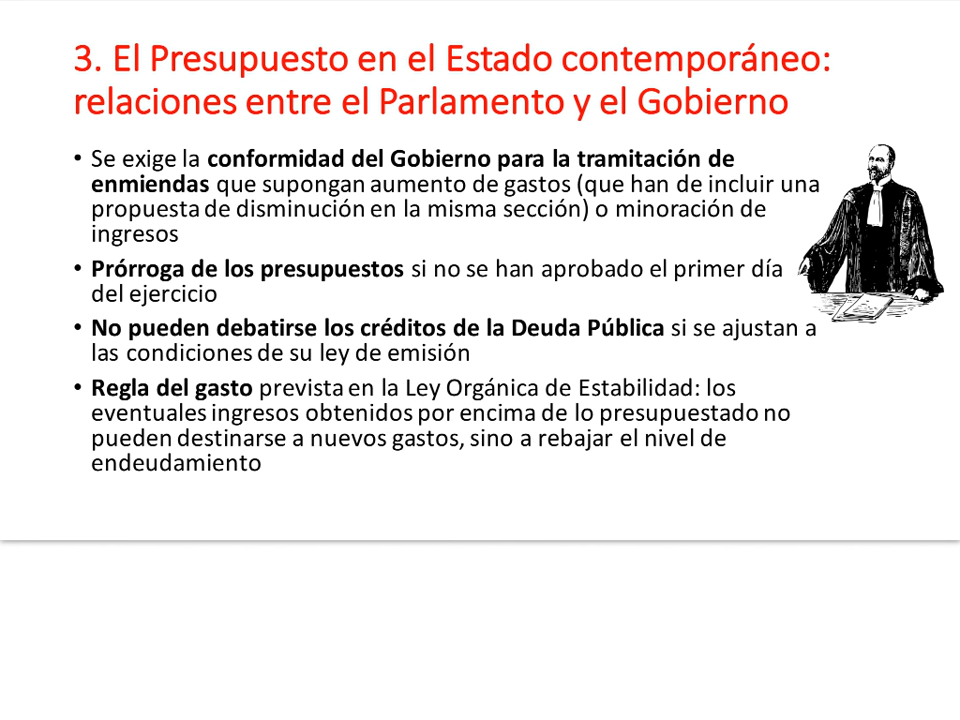 3. El Presupuesto en el Estado contemporáneo:
relaciones entre el Parlamento y el Gobierno
• Se exige la conformidad del Gobierno para la tramitación de
enmiendas que supongan aumento de gastos (que han de incluir una
propuesta de disminución en la misma sección) o minoración de
ingresos
• Prórroga de los presupuestos si no se han aprobado el primer día
del ejercicio
• No pueden debatirse los créditos de la Deuda Pública si se ajustan a
las condiciones de su ley de emisión
• Regla del gasto prevista en la Ley Orgánica de Estabilidad: los
eventuales ingresos obtenidos por encima de lo presupuestado no
pueden destinarse a nuevos gastos, sino a rebajar el nivel de
endeudamiento